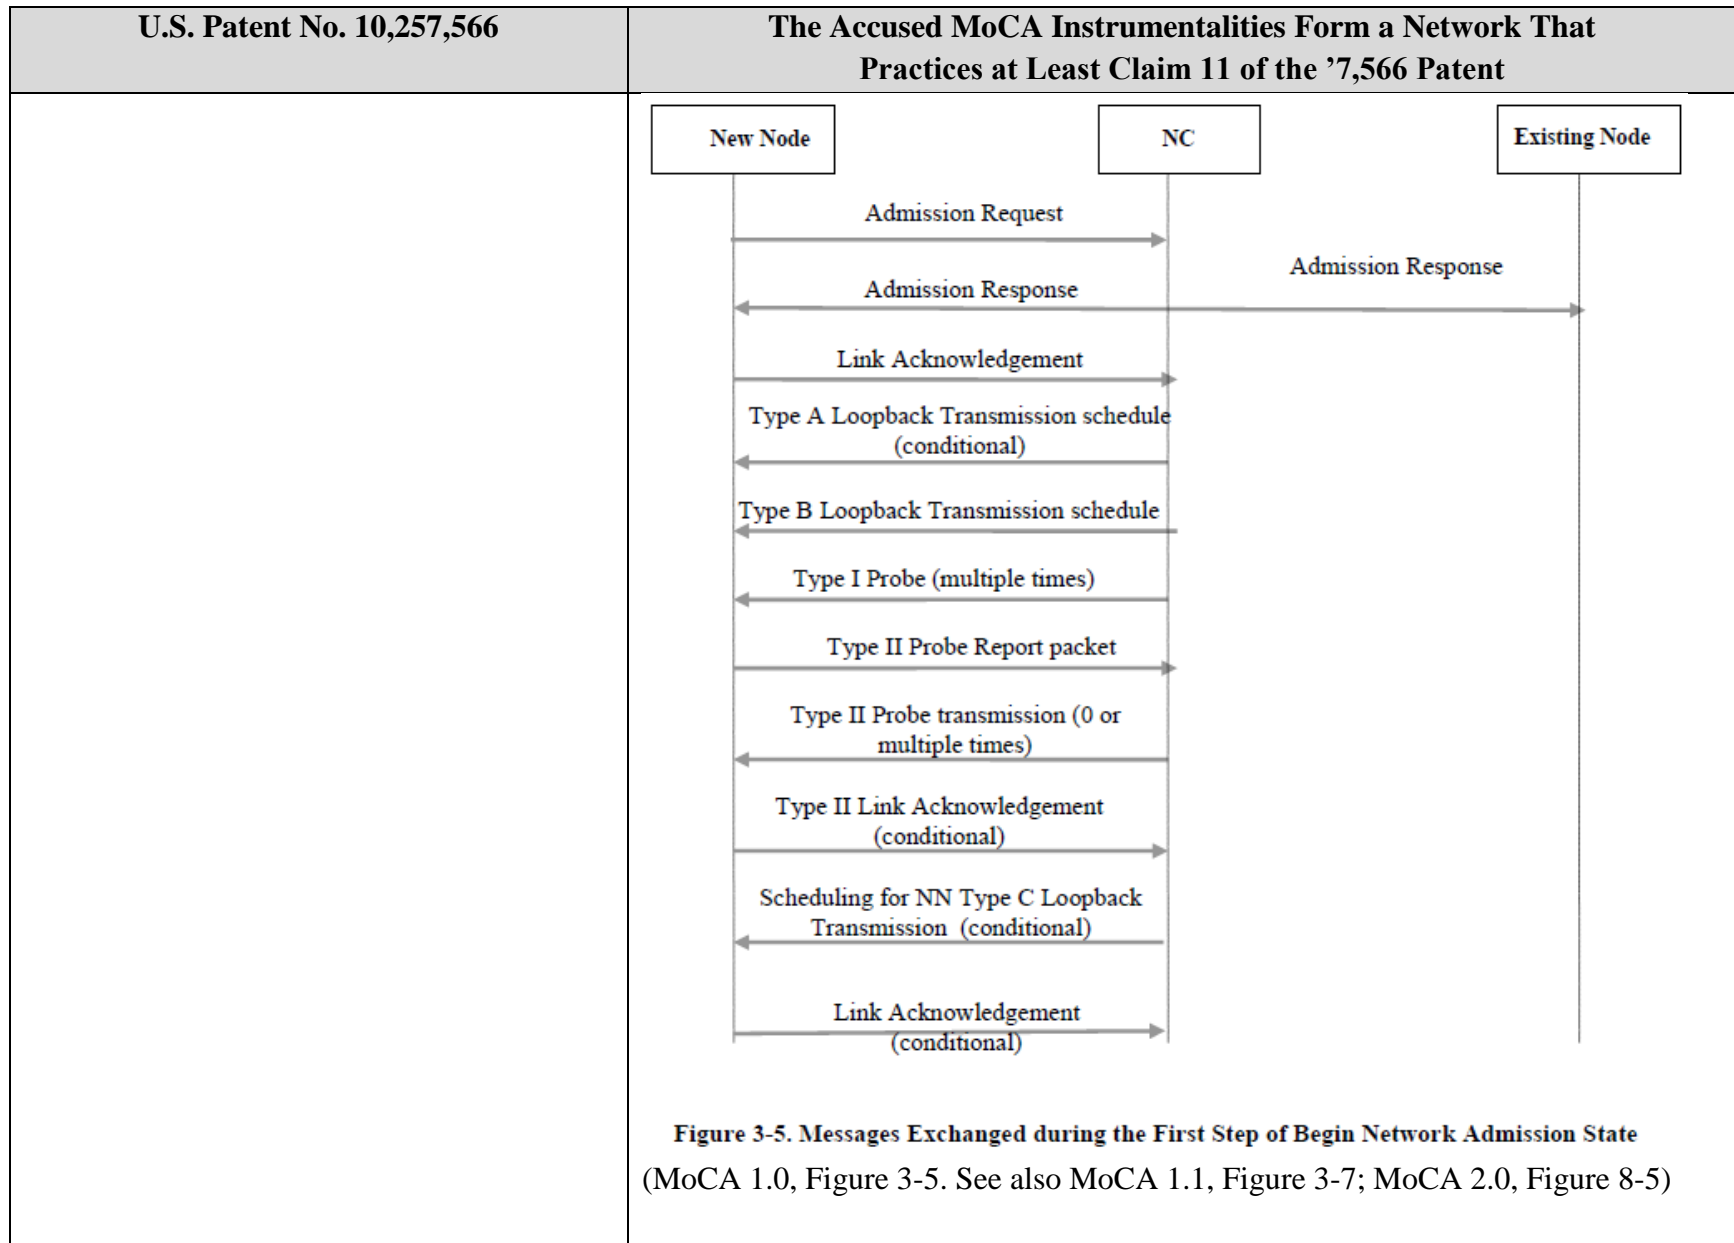 U.S. Patent No. 10,257,566
The Accused MoCA Instrumentalities Form a Network That
Practices at Least Claim 11 of the ’7,566 Patent
New Node
NC
Existing Node
Admission Request
Admission Response
Admission Response
Link Acknowledgement
Type A Loopback Transmission schedule
(conditional)
Type B Loopback Transmission schedule
Type I Probe (multiple times)
Type II Probe Report packet
Type II Probe transmission (0 or
multiple times)
Type II Link Acknowledgement
(conditional)
Scheduling for NN Type C Loopback
Transmission (conditional)
Link Acknowledgement
(conditional)
Figure 3-5. Messages Exchanged during the First Step of Begin Network Admission State
(MoCA 1.0, Figure 3-5. See also MoCA 1.1, Figure 3-7; MoCA 2.0, Figure 8-5)